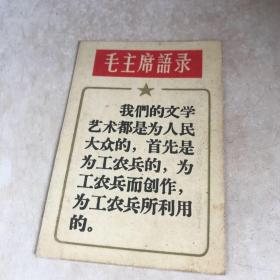 毛主席語录
我們的文学
艺术都是为人民
大众的，首先是
为工农兵的，为
工农兵而创作，
为工农兵所利用
的。